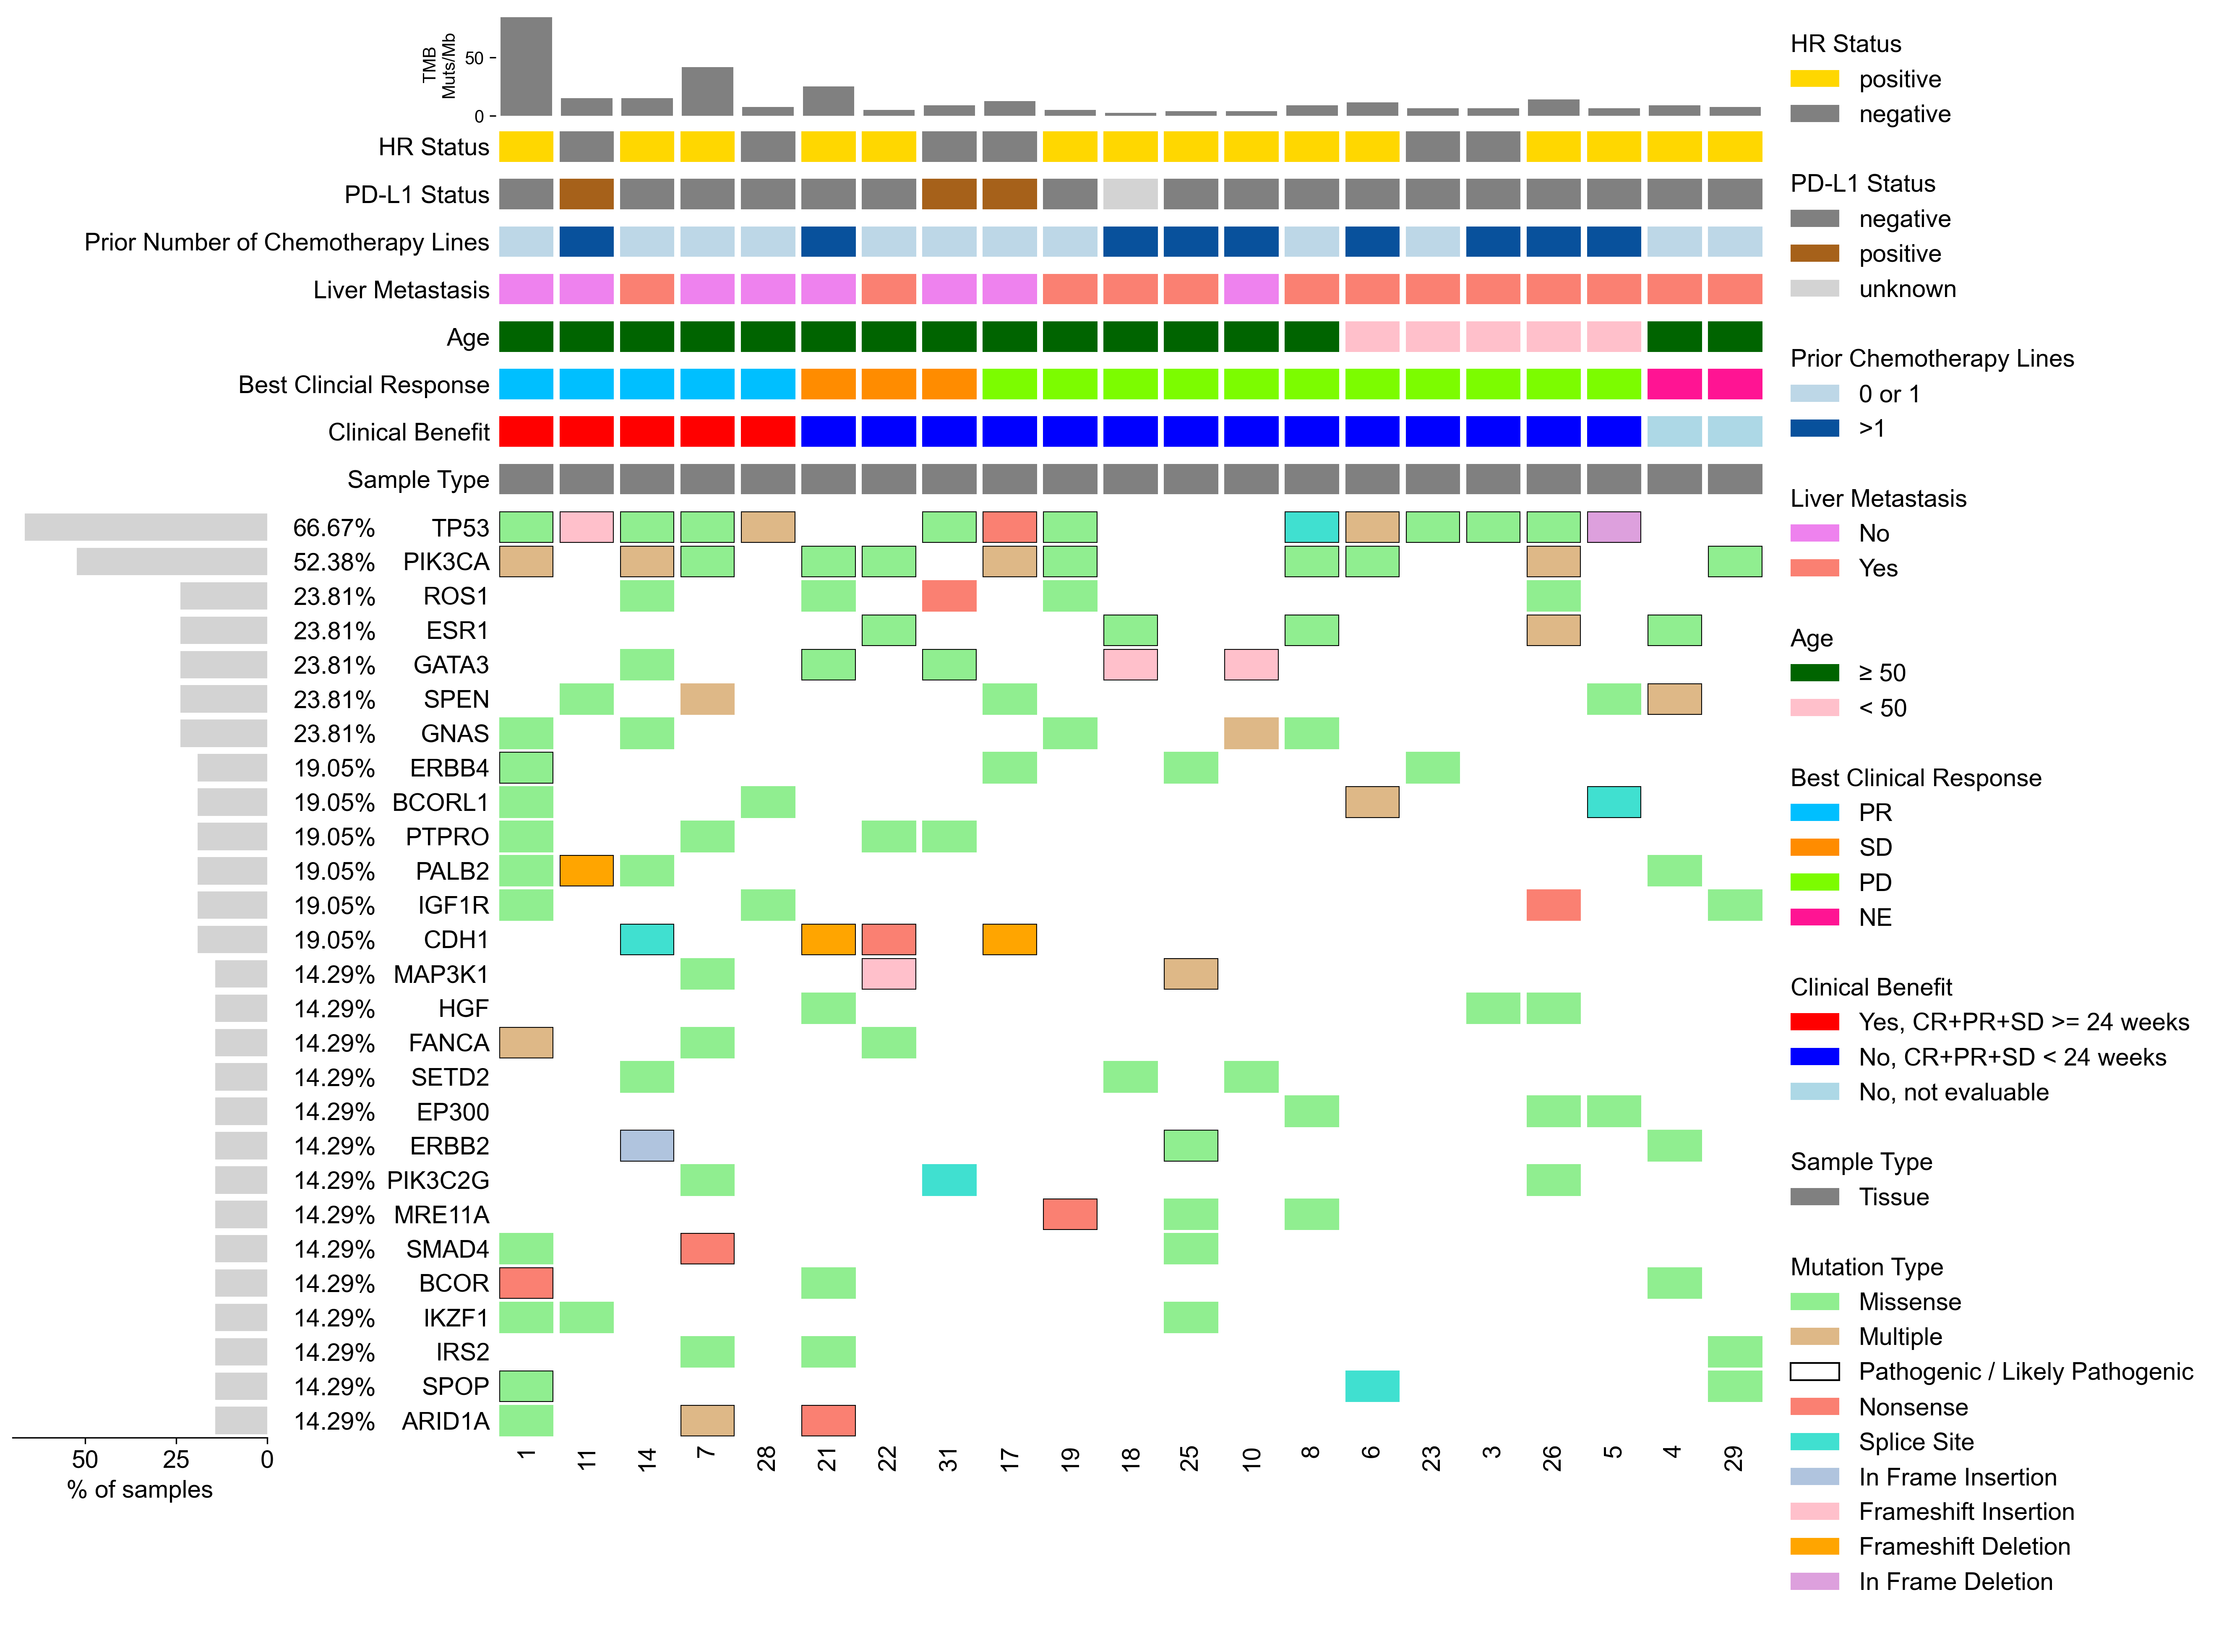 TMB
Muts/Mb
50
0
HR Status
PD-L1 Status
Prior Number of Chemotherapy Lines
Liver Metastasis
Age
Best Clincial Response
Clinical Benefit
Sample Type
66.67% TP53
52.38% PIK3CA
23.81% ROS1
23.81% ESR1
23.81% GATA3
23.81% SPEN
23.81% GNAS
19.05% ERBB4
19.05% BCORL1
19.05% PTPRO
19.05% PALB2
19.05% IGF1R
19.05% CDH1
14.29% MAP3K1
14.29% HGF
14.29% FANCA
14.29% SETD2
14.29% EP300
14.29% ERBB2
14.29% PIK3C2G
14.29% MRE11A
14.29% SMAD4
14.29% BCOR
14.29% IKZF1
14.29% IRS2
14.29% SPOP
14.29% ARID1A
50 25 0
% of samples
1 11 14 7 28 21 22 31 17 19 18 25 10 8 6 23 3 26 5 4 29
HR Status
positive
negative
PD-L1 Status
negative
positive
unknown
Prior Chemotherapy Lines
0 or 1
>1
Liver Metastasis
No
Yes
Age
≥ 50
< 50
Best Clinical Response
PR
SD
PD
NE
Clinical Benefit
Yes, CR+PR+SD >= 24 weeks
No, CR+PR+SD < 24 weeks
No, not evaluable
Sample Type
Tissue
Mutation Type
Missense
Multiple
Pathogenic / Likely Pathogenic
Nonsense
Splice Site
In Frame Insertion
Frameshift Insertion
Frameshift Deletion
In Frame Deletion